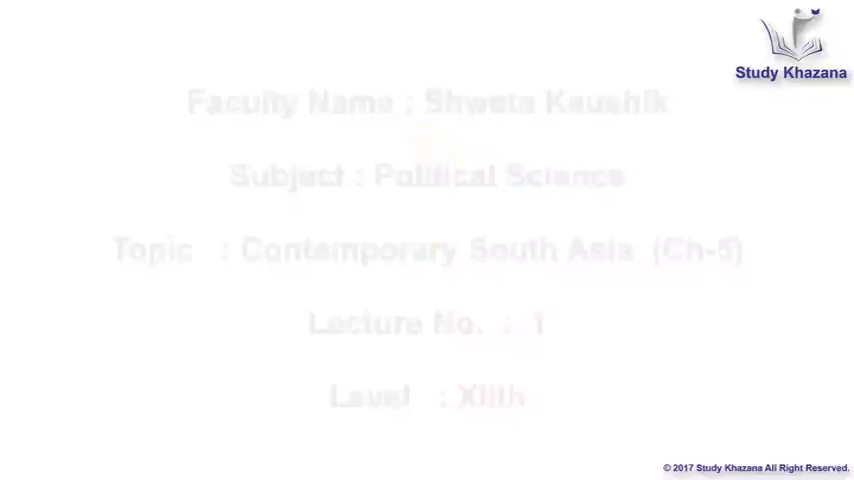 Study Khazana
Faculty Name : Shweta Kaushik
Subject : Political Science
Topic : Contemporary South Asia (Ch-5)
Lecture No. : 1
Level : XIIth
© 2017 Study Khazana All Right Reserved.